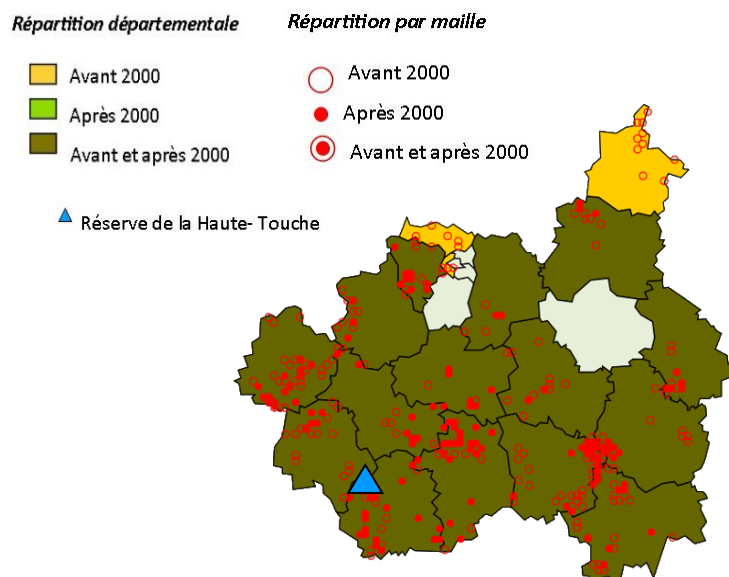 Répartition départementale
Avant 2000
Après 2000
Avant et après 2000
Répartition par maille
Avant 2000
Après 2000
Avant et après 2000
Réserve de la Haute- Touche